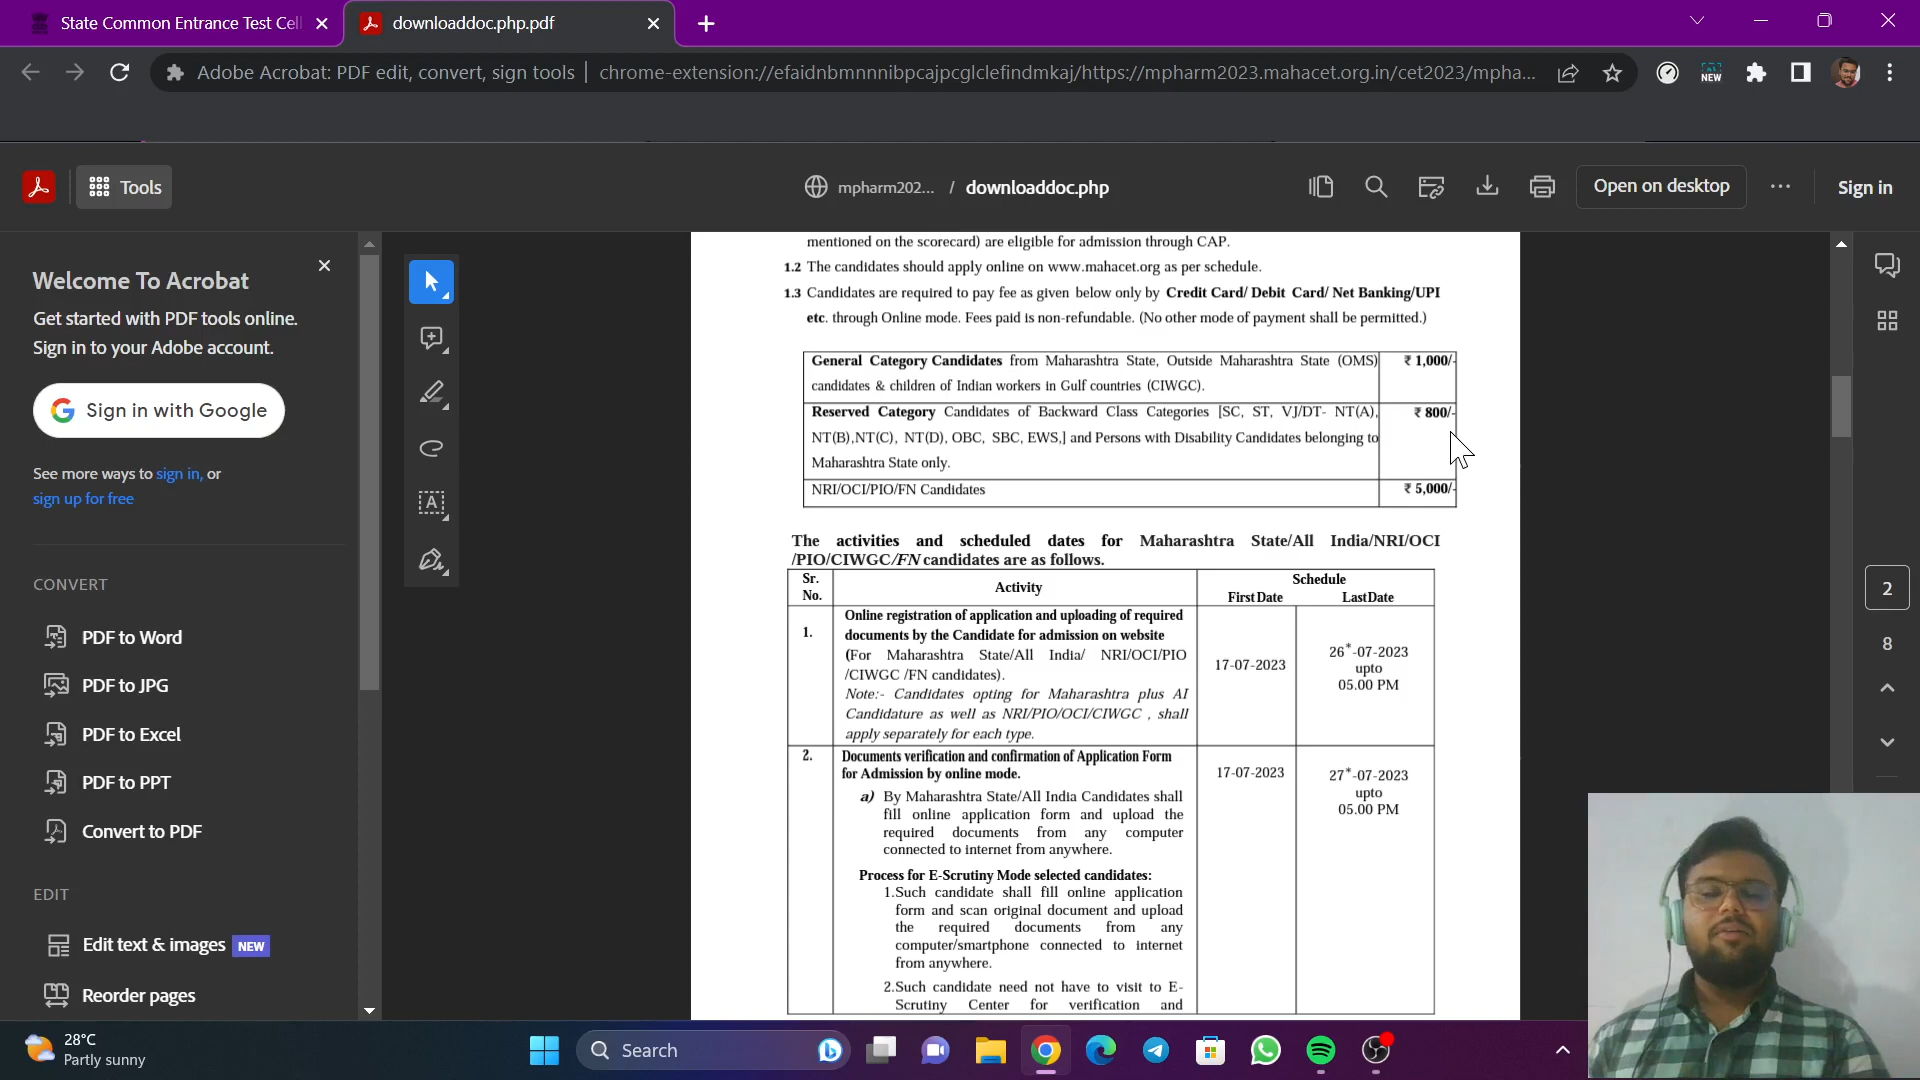 State Common Entrance Test Cell
downloaddoc.php.pdf
Adobe Acrobat: PDF edit, convert, sign tools
chrome-extension://efaidnbmnnnibpcajpcglclefindmkaj/https://mpharm2023.mahacet.org.in/cet2023/mpha...
NEW
Tools
mpharm202... / downloaddoc.php
Open on desktop
Sign in
Welcome To Acrobat
Get started with PDF tools online.
Sign in to your Adobe account.
Sign in with Google
See more ways to sign in, or
sign up for free
CONVERT
PDF to Word
PDF to JPG
PDF to Excel
PDF to PPT
Convert to PDF
EDIT
Edit text & images NEW
Reorder pages
mentioned on the scorecard) are eligible for admission through CAP.
1.2 The candidates should apply online on www.mahacet.org as per schedule.
1.3 Candidates are required to pay fee as given below only by Credit Card/ Debit Card/ Net Banking/UPI
etc. through Online mode. Fees paid is non-refundable. (No other mode of payment shall be permitted.)
General Category Candidates from Maharashtra State, Outside Maharashtra State (OMS) ₹ 1,000/-
candidates & children of Indian workers in Gulf countries (CIWGC).
Reserved Category Candidates of Backward Class Categories [SC, ST, VJ/DT- NT(A), ₹ 800/-
NT(B),NT(C), NT(D), OBC, SBC, EWS,] and Persons with Disability Candidates belonging to
Maharashtra State only.
NRI/OCI/PIO/FN Candidates ₹ 5,000/-
The activities and scheduled dates for Maharashtra State/All India/NRI/OCI
/PIO/CIWGC/FN candidates are as follows.
Sr. No.
Activity
Schedule
First Date
Last Date
1.
Online registration of application and uploading of required
documents by the Candidate for admission on website
(For Maharashtra State/All India/ NRI/OCI/PIO
/CIWGC /FN candidates).
Note:- Candidates opting for Maharashtra plus AI
Candidature as well as NRI/PIO/OCI/CIWGC , shall
apply separately for each type.
17-07-2023
26*-07-2023
upto
05.00 PM
2.
Documents verification and confirmation of Application Form
for Admission by online mode.
a) By Maharashtra State/All India Candidates shall
fill online application form and upload the
required documents from any computer
connected to internet from anywhere.
Process for E-Scrutiny Mode selected candidates:
1.Such candidate shall fill online application
form and scan original document and upload
the required documents from any
computer/smartphone connected to internet
from anywhere.
2.Such candidate need not have to visit to E-
Scrutiny Center for verification and
17-07-2023
27*-07-2023
upto
05.00 PM
2
8
28°C
Partly sunny
Search